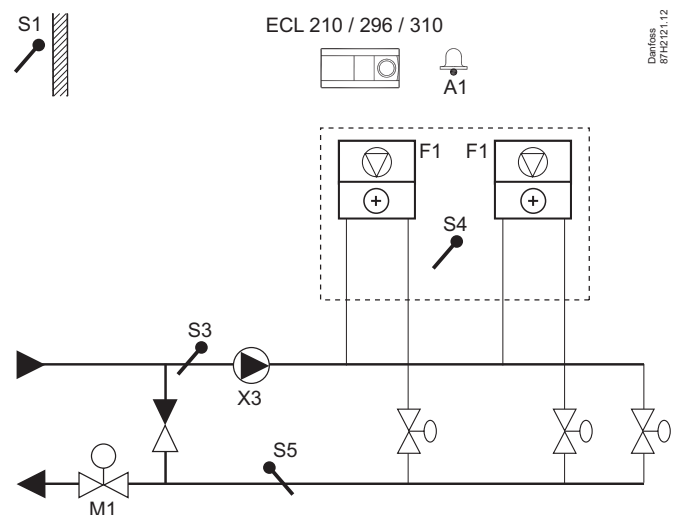 S1
ECL 210 / 296 / 310
Danfoss
87H2121.12
A1
F1
F1
S4
S3
X3
S5
M1